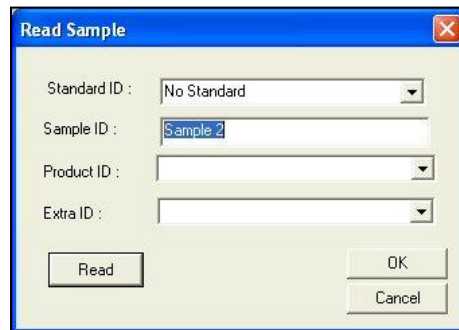 Read Sample
Standard ID : No Standard
Sample ID : Sample 2
Product ID :
Extra ID :
Read OK
Cancel